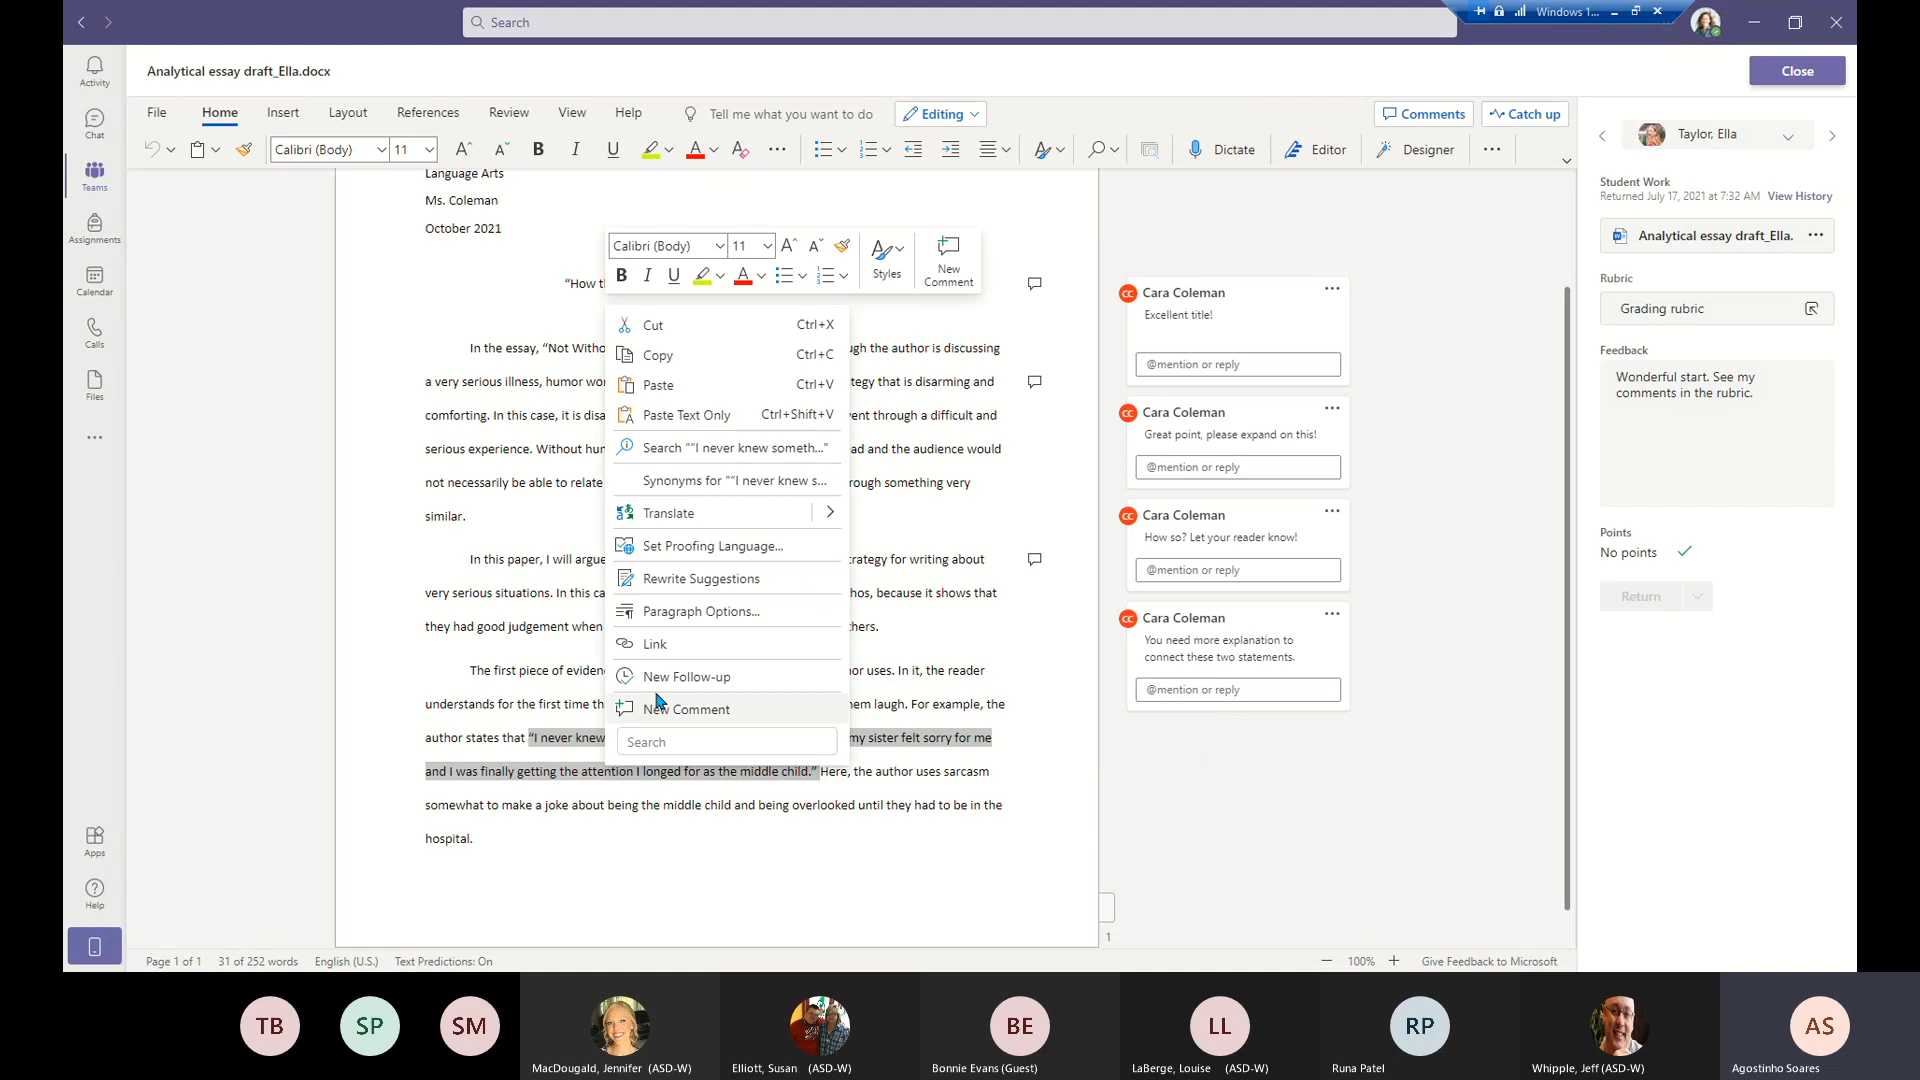 Search
Windows 1...
Activity
Chat
Teams
Assignments
Calendar
Calls
Files
Apps
Help
Analytical essay draft_Ella.docx
Close
File Home Insert Layout References Review View Help Tell me what you want to do Editing Comments Catch up
Calibri (Body) 11 B I U A Dictate Editor Designer
Language Arts
Ms. Coleman
October 2021
“How t
In the essay, “Not Witho ugh the author is discussing
a very serious illness, humor wor tegy that is disarming and
comforting. In this case, it is disa vent through a difficult and
serious experience. Without hum ad and the audience would
not necessarily be able to relate rough something very
similar.
In this paper, I will argue trategy for writing about
very serious situations. In this ca hos, because it shows that
they had good judgement when hers.
The first piece of evidenc hor uses. In it, the reader
understands for the first time th hem laugh. For example, the
author states that “I never knew my sister felt sorry for me
and I was finally getting the attention I longed for as the middle child.” Here, the author uses sarcasm
somewhat to make a joke about being the middle child and being overlooked until they had to be in the
hospital.
Calibri (Body) 11
B I U A
Styles
New Comment
Cut Ctrl+X
Copy Ctrl+C
Paste Ctrl+V
Paste Text Only Ctrl+Shift+V
Search "“I never knew someth..."
Synonyms for "“I never knew s...
Translate
Set Proofing Language...
Rewrite Suggestions
Paragraph Options...
Link
New Follow-up
New Comment
Search
CC Cara Coleman
Excellent title!
@mention or reply
CC Cara Coleman
Great point, please expand on this!
@mention or reply
CC Cara Coleman
How so? Let your reader know!
@mention or reply
CC Cara Coleman
You need more explanation to
connect these two statements.
@mention or reply
1
Taylor, Ella
Student Work
Returned July 17, 2021 at 7:32 AM View History
Analytical essay draft_Ella.
Rubric
Grading rubric
Feedback
Wonderful start. See my
comments in the rubric.
Points
No points
Return
Page 1 of 1 31 of 252 words English (U.S.) Text Predictions: On 100% Give Feedback to Microsoft
TB SP SM BE LL RP AS
MacDougald, Jennifer (ASD-W) Elliott, Susan (ASD-W) Bonnie Evans (Guest) LaBerge, Louise (ASD-W) Runa Patel Whipple, Jeff (ASD-W) Agostinho Soares